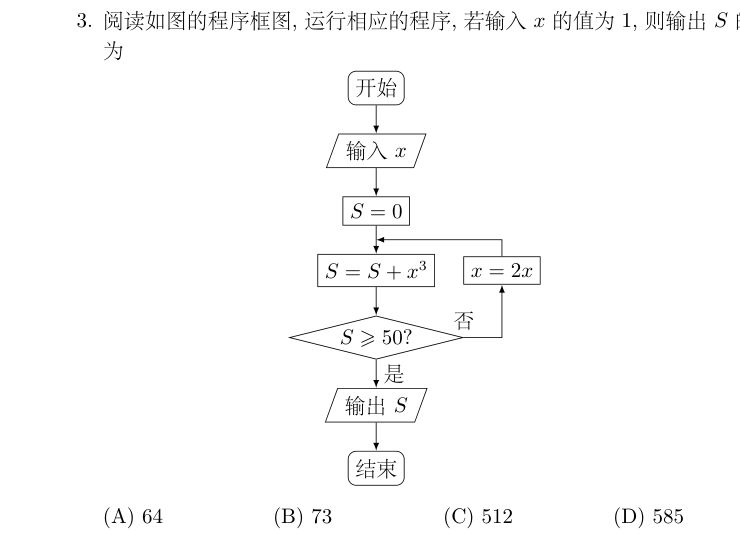 3. 阅读如图的程序框图, 运行相应的程序, 若输入 x 的值为 1, 则输出 S
为
开始
输入 x
S = 0
S = S + x³
x = 2x
S ⩾ 50?
否
是
输出 S
结束
(A) 64 (B) 73 (C) 512 (D) 585